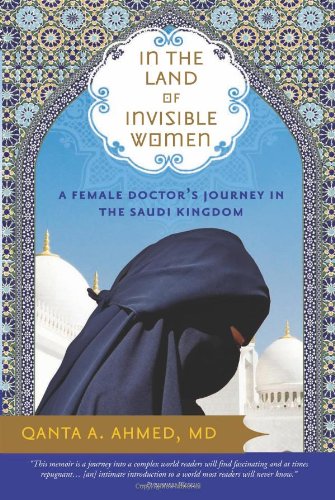 IN THE
LAND
OF
INVISIBLE
WOMEN
A FEMALE DOCTOR'S JOURNEY IN
THE SAUDI KINGDOM
QANTA A. AHMED, MD
"This memoir is a journey into a complex world readers will find fascinating and at times
repugnant... [an] intimate introduction to a world most readers will never know."